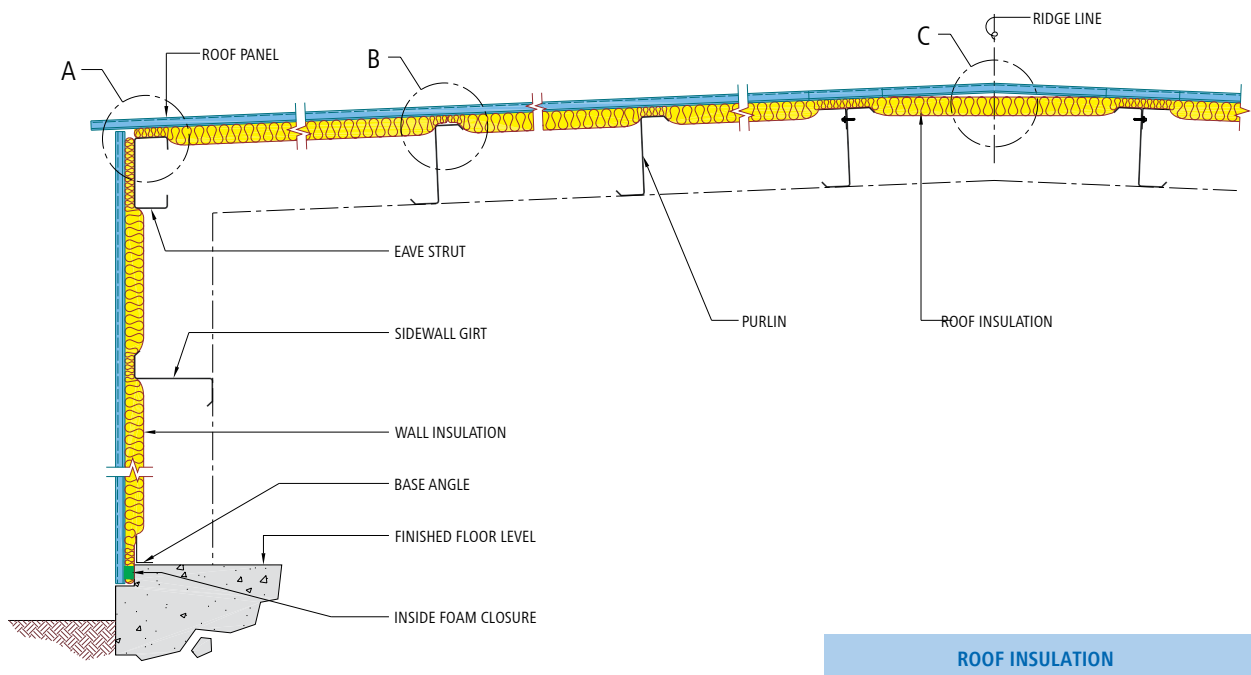 RIDGE LINE
C
B
ROOF PANEL
A
EAVE STRUT
SIDEWALL GIRT
PURLIN
ROOF INSULATION
WALL INSULATION
BASE ANGLE
FINISHED FLOOR LEVEL
INSIDE FOAM CLOSURE
ROOF INSULATION